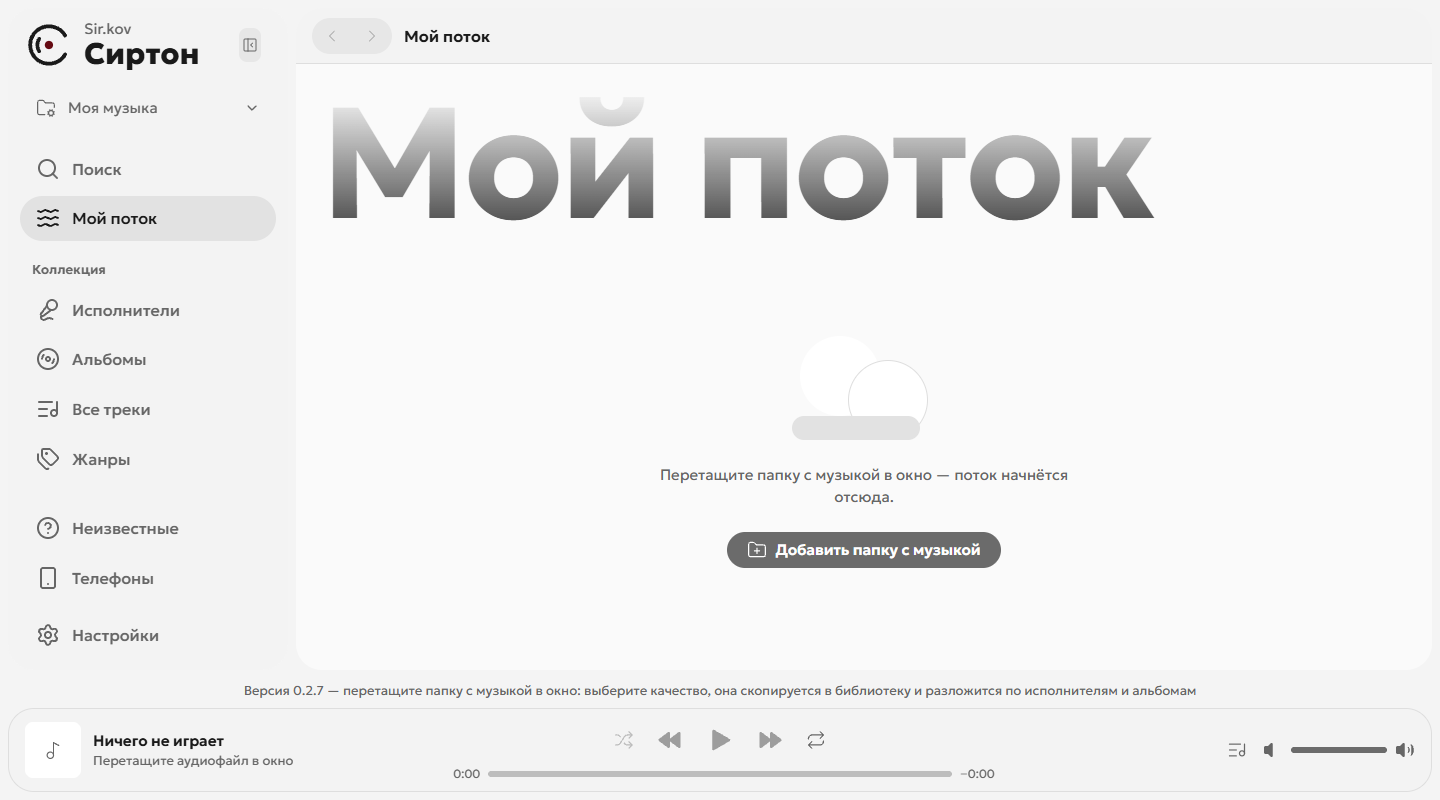 Sir.kov
Сиртон
Моя музыка
Поиск
Мой поток
Коллекция
Исполнители
Альбомы
Все треки
Жанры
Неизвестные
Телефоны
Настройки
Мой поток
Мой поток
Перетащите папку с музыкой в окно — поток начнётся
отсюда.
Добавить папку с музыкой
Версия 0.2.7 — перетащите папку с музыкой в окно: выберите качество, она скопируется в библиотеку и разложится по исполнителям и альбомам
Ничего не играет
Перетащите аудиофайл в окно
0:00
−0:00